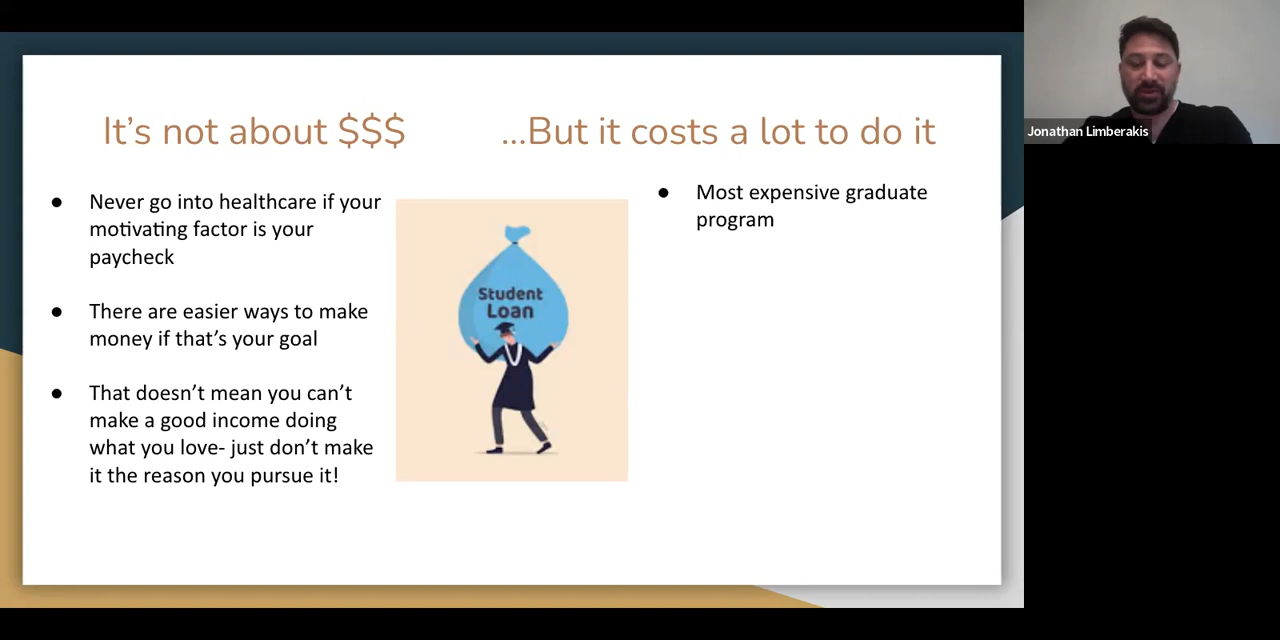 It’s not about $$$
...But it costs a lot to do it
● Never go into healthcare if your
motivating factor is your
paycheck
● There are easier ways to make
money if that’s your goal
● That doesn’t mean you can’t
make a good income doing
what you love- just don’t make
it the reason you pursue it!
Student
Loan
● Most expensive graduate
program
Jonathan Limberakis